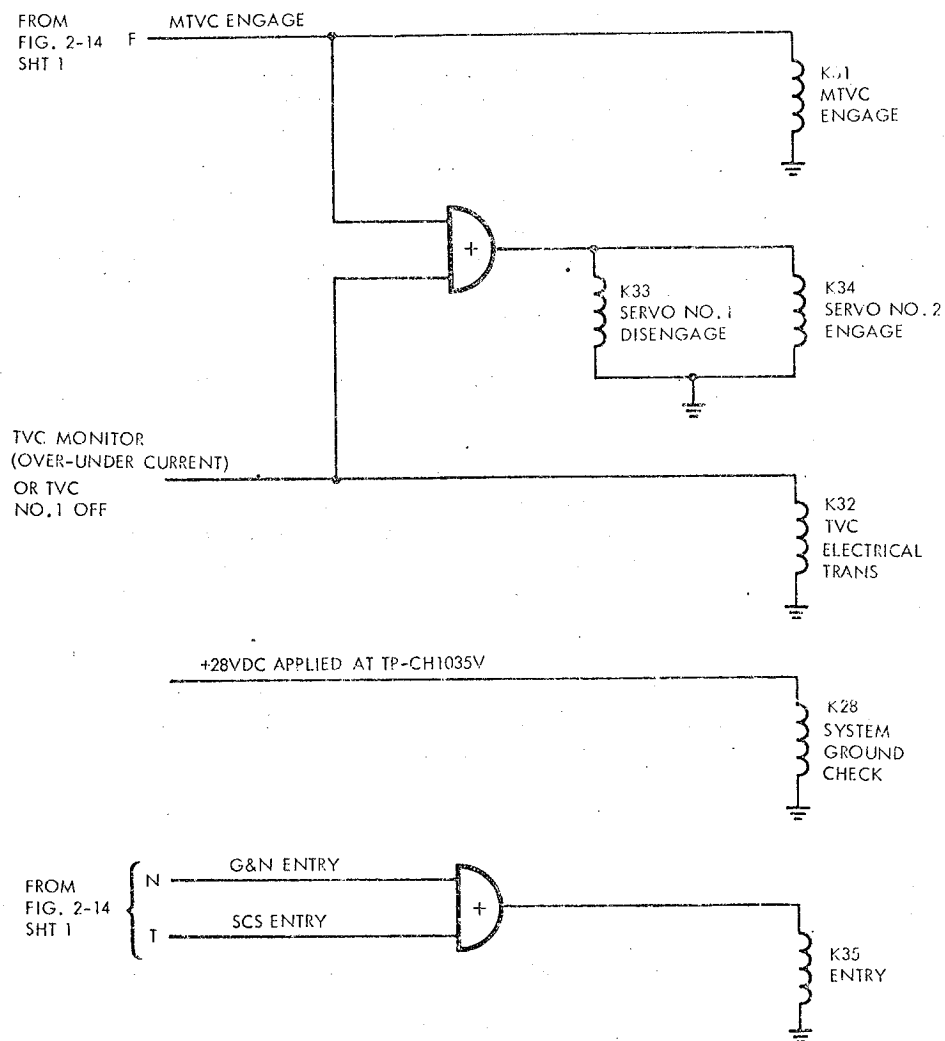 FROM
FIG. 2-14
SHT 1
F
MTVC ENGAGE
MTVC
ENGAGE
+
K33
SERVO NO.1
DISENGAGE
K34
SERVO NO.2
ENGAGE
TVC MONITOR
(OVER-UNDER CURRENT)
OR TVC
NO.1 OFF
K32
TVC
ELECTRICAL
TRANS
+28VDC APPLIED AT TP-CH1035V
K28
SYSTEM
GROUND
CHECK
FROM
FIG. 2-14
SHT 1
N
G&N ENTRY
T
SCS ENTRY
+
K35
ENTRY